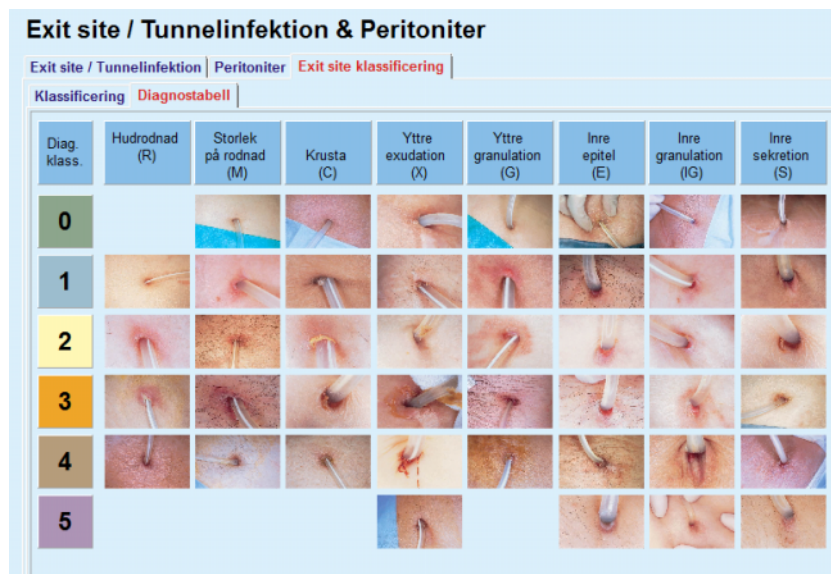 Exit site / Tunnelinfektion & Peritoniter
Exit site / Tunnelinfektion
Peritoniter
Exit site klassificering
Klassificering
Diagnostabell
Diag.
klass.
Hudrodnad
(R)
Storlek
på rodnad
(M)
Krusta
(C)
Yttre
exudation
(X)
Yttre
granulation
(G)
Inre
epitel
(E)
Inre
granulation
(IG)
Inre
sekretion
(S)
0
1
2
3
4
5